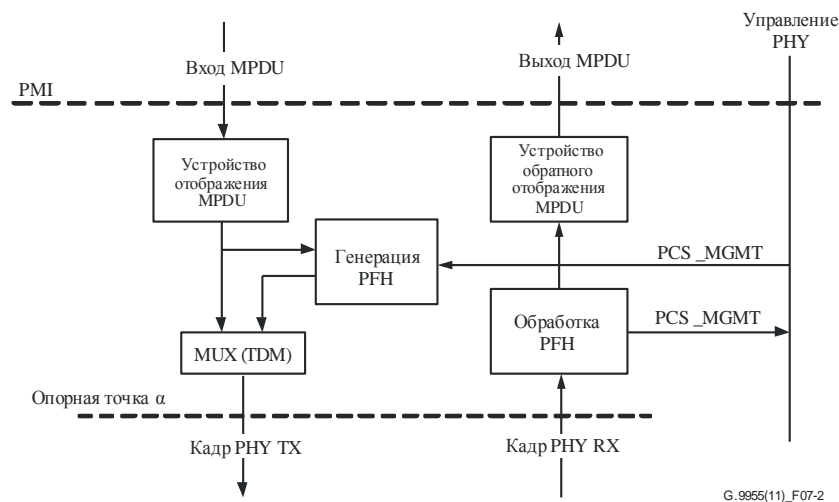 Управление
PHY
Вход MPDU
Выход MPDU
PMI
Устройство
отображения
MPDU
Устройство
обратного
отображения
MPDU
Генерация
PFH
PCS _MGMT
Обработка
PFH
PCS _MGMT
MUX (TDM)
Опорная точка α
Кадр PHY TX
Кадр PHY RX
G.9955(11)_F07-2